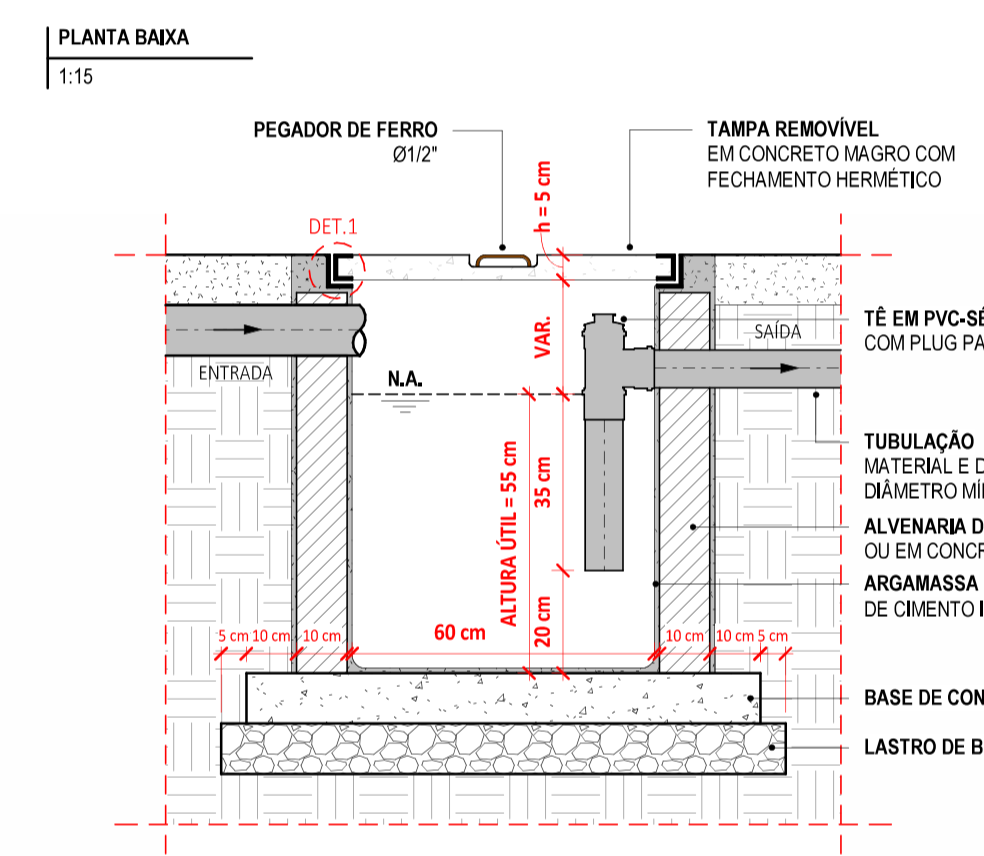 PLANTA BAIXA
1:15
PEGADOR DE FERRO
Ø1/2"
TAMPA REMOVÍVEL
EM CONCRETO MAGRO COM
FECHAMENTO HERMÉTICO
h = 5 cm
DET.1
VAR.
TÊ EM PVC-SÉ
COM PLUG PA
SAÍDA
ENTRADA
N.A.
ALTURA ÚTIL = 55 cm
35 cm
20 cm
TUBULAÇÃO
MATERIAL E D
DIÂMETRO MÍ
ALVENARIA D
OU EM CONCR
ARGAMASSA
DE CIMENTO I
5 cm 10 cm 10 cm 60 cm 10 cm 10 cm 5 cm
BASE DE CON
LASTRO DE B